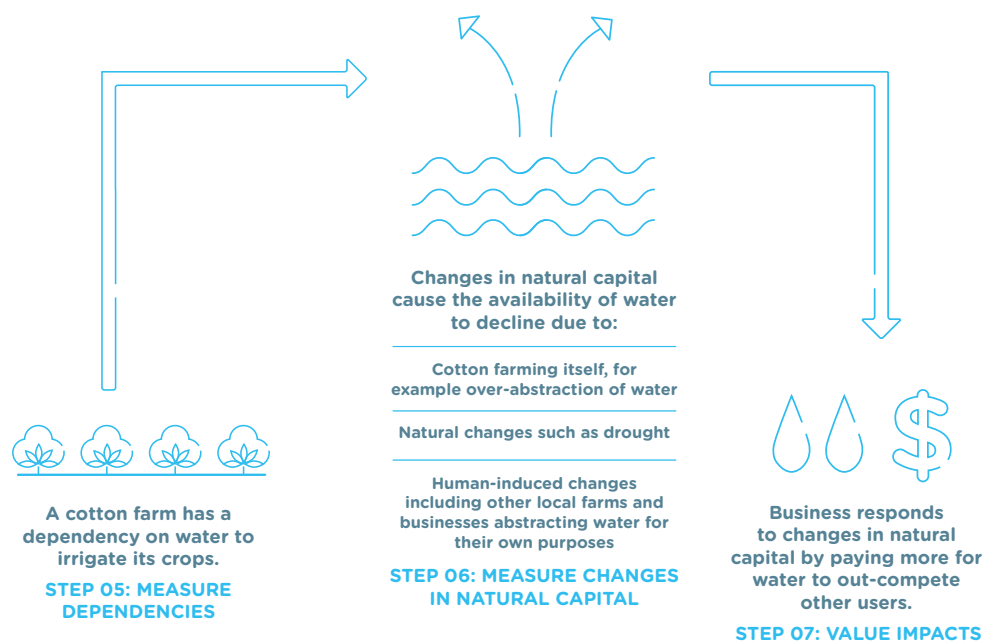 A cotton farm has a
dependency on water to
irrigate its crops.
STEP 05: MEASURE
DEPENDENCIES
Changes in natural capital
cause the availability of water
to decline due to:
Cotton farming itself, for
example over-abstraction of water
Natural changes such as drought
Human-induced changes
including other local farms and
businesses abstracting water for
their own purposes
STEP 06: MEASURE CHANGES
IN NATURAL CAPITAL
$
Business responds
to changes in natural
capital by paying more for
water to out-compete
other users.
STEP 07: VALUE IMPACTS